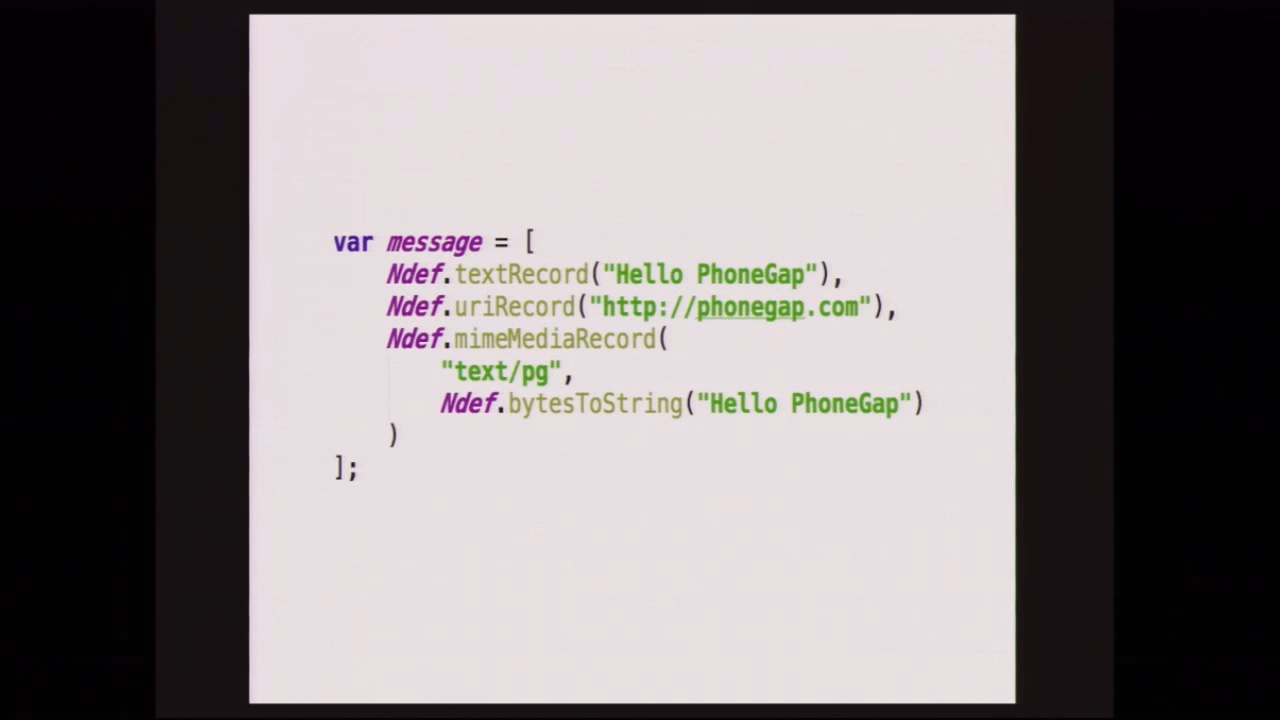 var message = [
    Ndef.textRecord("Hello PhoneGap"),
    Ndef.uriRecord("http://phonegap.com"),
    Ndef.mimeMediaRecord(
        "text/pg",
        Ndef.bytesToString("Hello PhoneGap")
    )
];